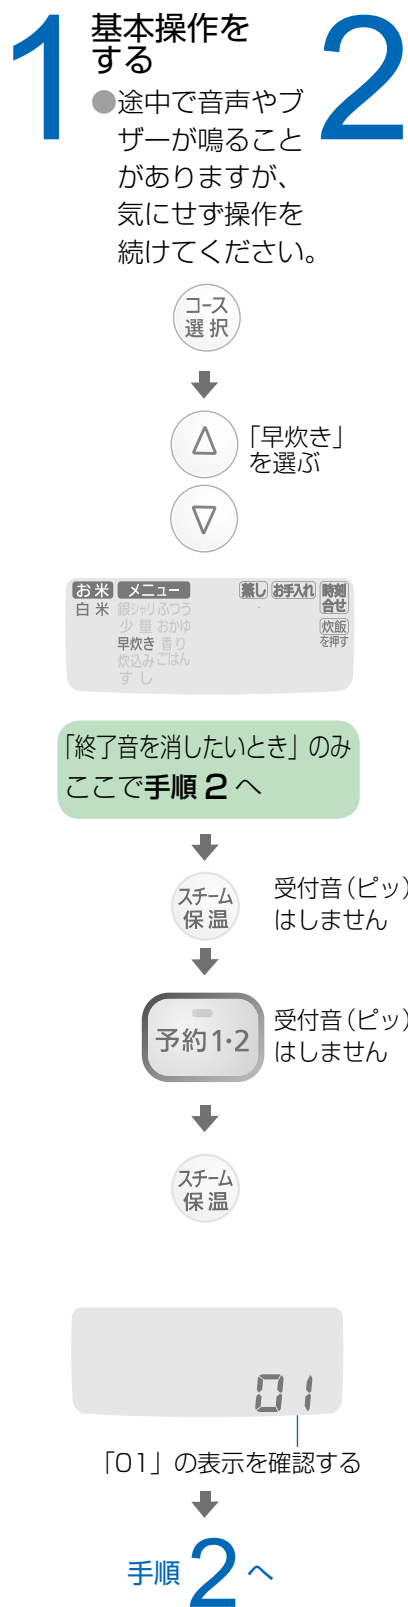 1
基本操作を
する
●途中で音声やブ
ザーが鳴ること
がありますが、
気にせず操作を
続けてください。
2
コース
選択
「早炊き」
を選ぶ
お米 メニュー 蒸し お手入れ 時刻
合せ
白米 銀シャリ ふつう
少量 おかゆ 炊飯
早炊き 香り を押す
炊込み ごはん
すし
「終了音を消したいとき」のみ
ここで手順 2 へ
スチーム
保温
受付音(ピッ)
はしません
予約1・2
受付音(ピッ)
はしません
スチーム
保温
01
「01」の表示を確認する
手順 2 へ